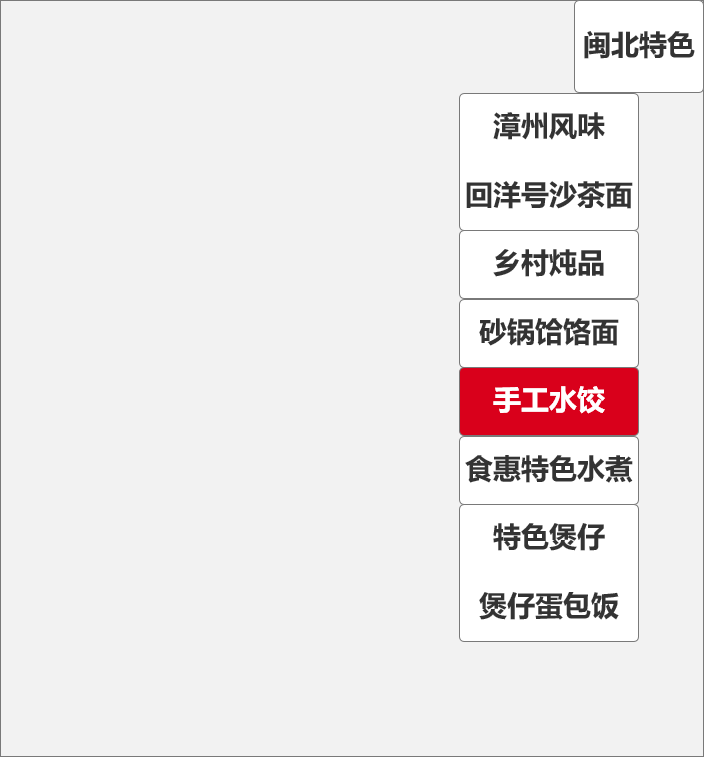 闽北特色
漳州风味
回洋号沙茶面
乡村炖品
砂锅饸饹面
手工水饺
食惠特色水煮
特色煲仔
煲仔蛋包饭